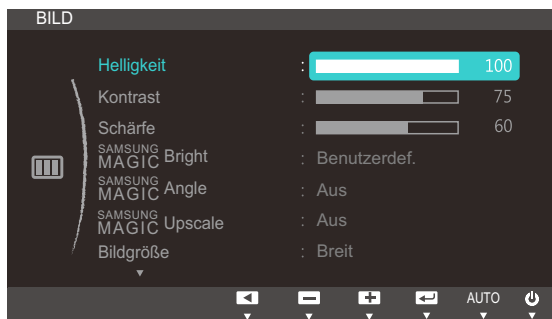 BILD
Helligkeit : 100
Kontrast : 75
Schärfe : 60
SAMSUNG MAGIC Bright : Benutzerdef.
SAMSUNG MAGIC Angle : Aus
SAMSUNG MAGIC Upscale : Aus
Bildgröße : Breit
AUTO